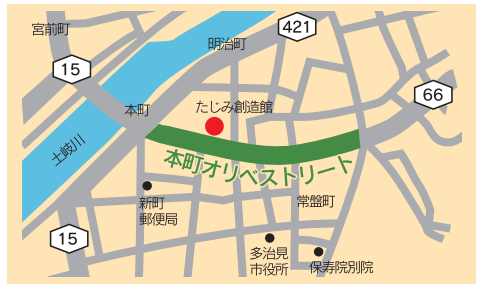 宮前町
明治町
421
15
66
本町
たじみ創造館
土岐川
本町オリベストリート
新町
郵便局
常盤町
15
多治見
市役所
保寿院別院